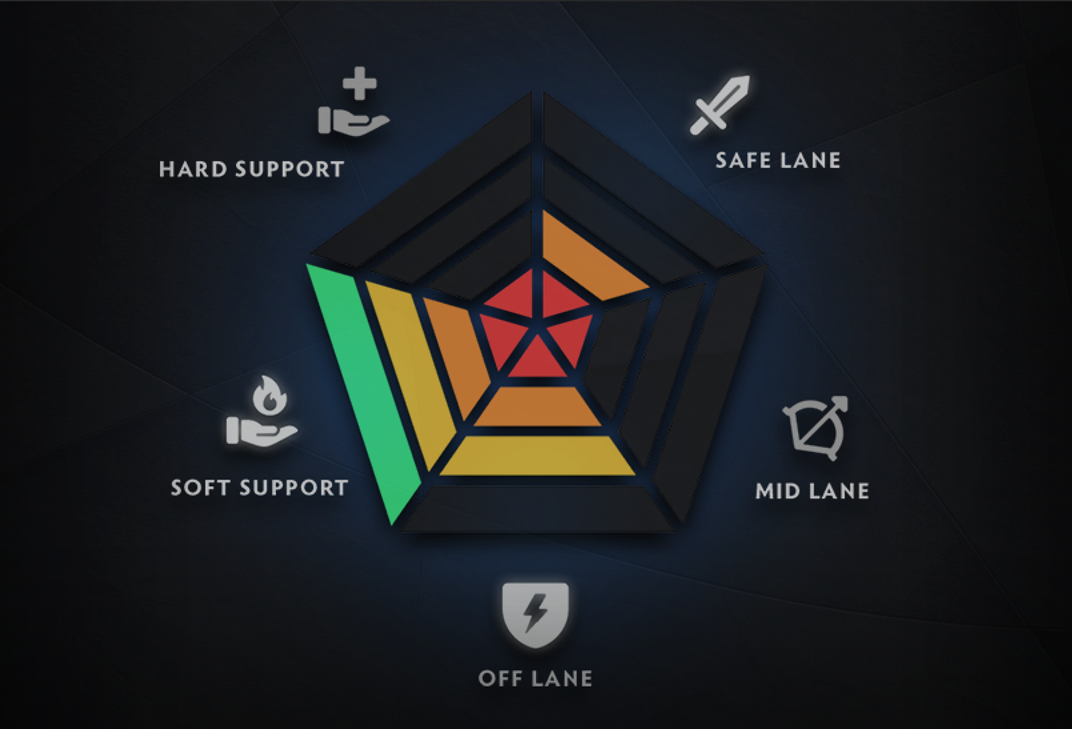 SAFE LANE
HARD SUPPORT
SOFT SUPPORT
MID LANE
OFF LANE